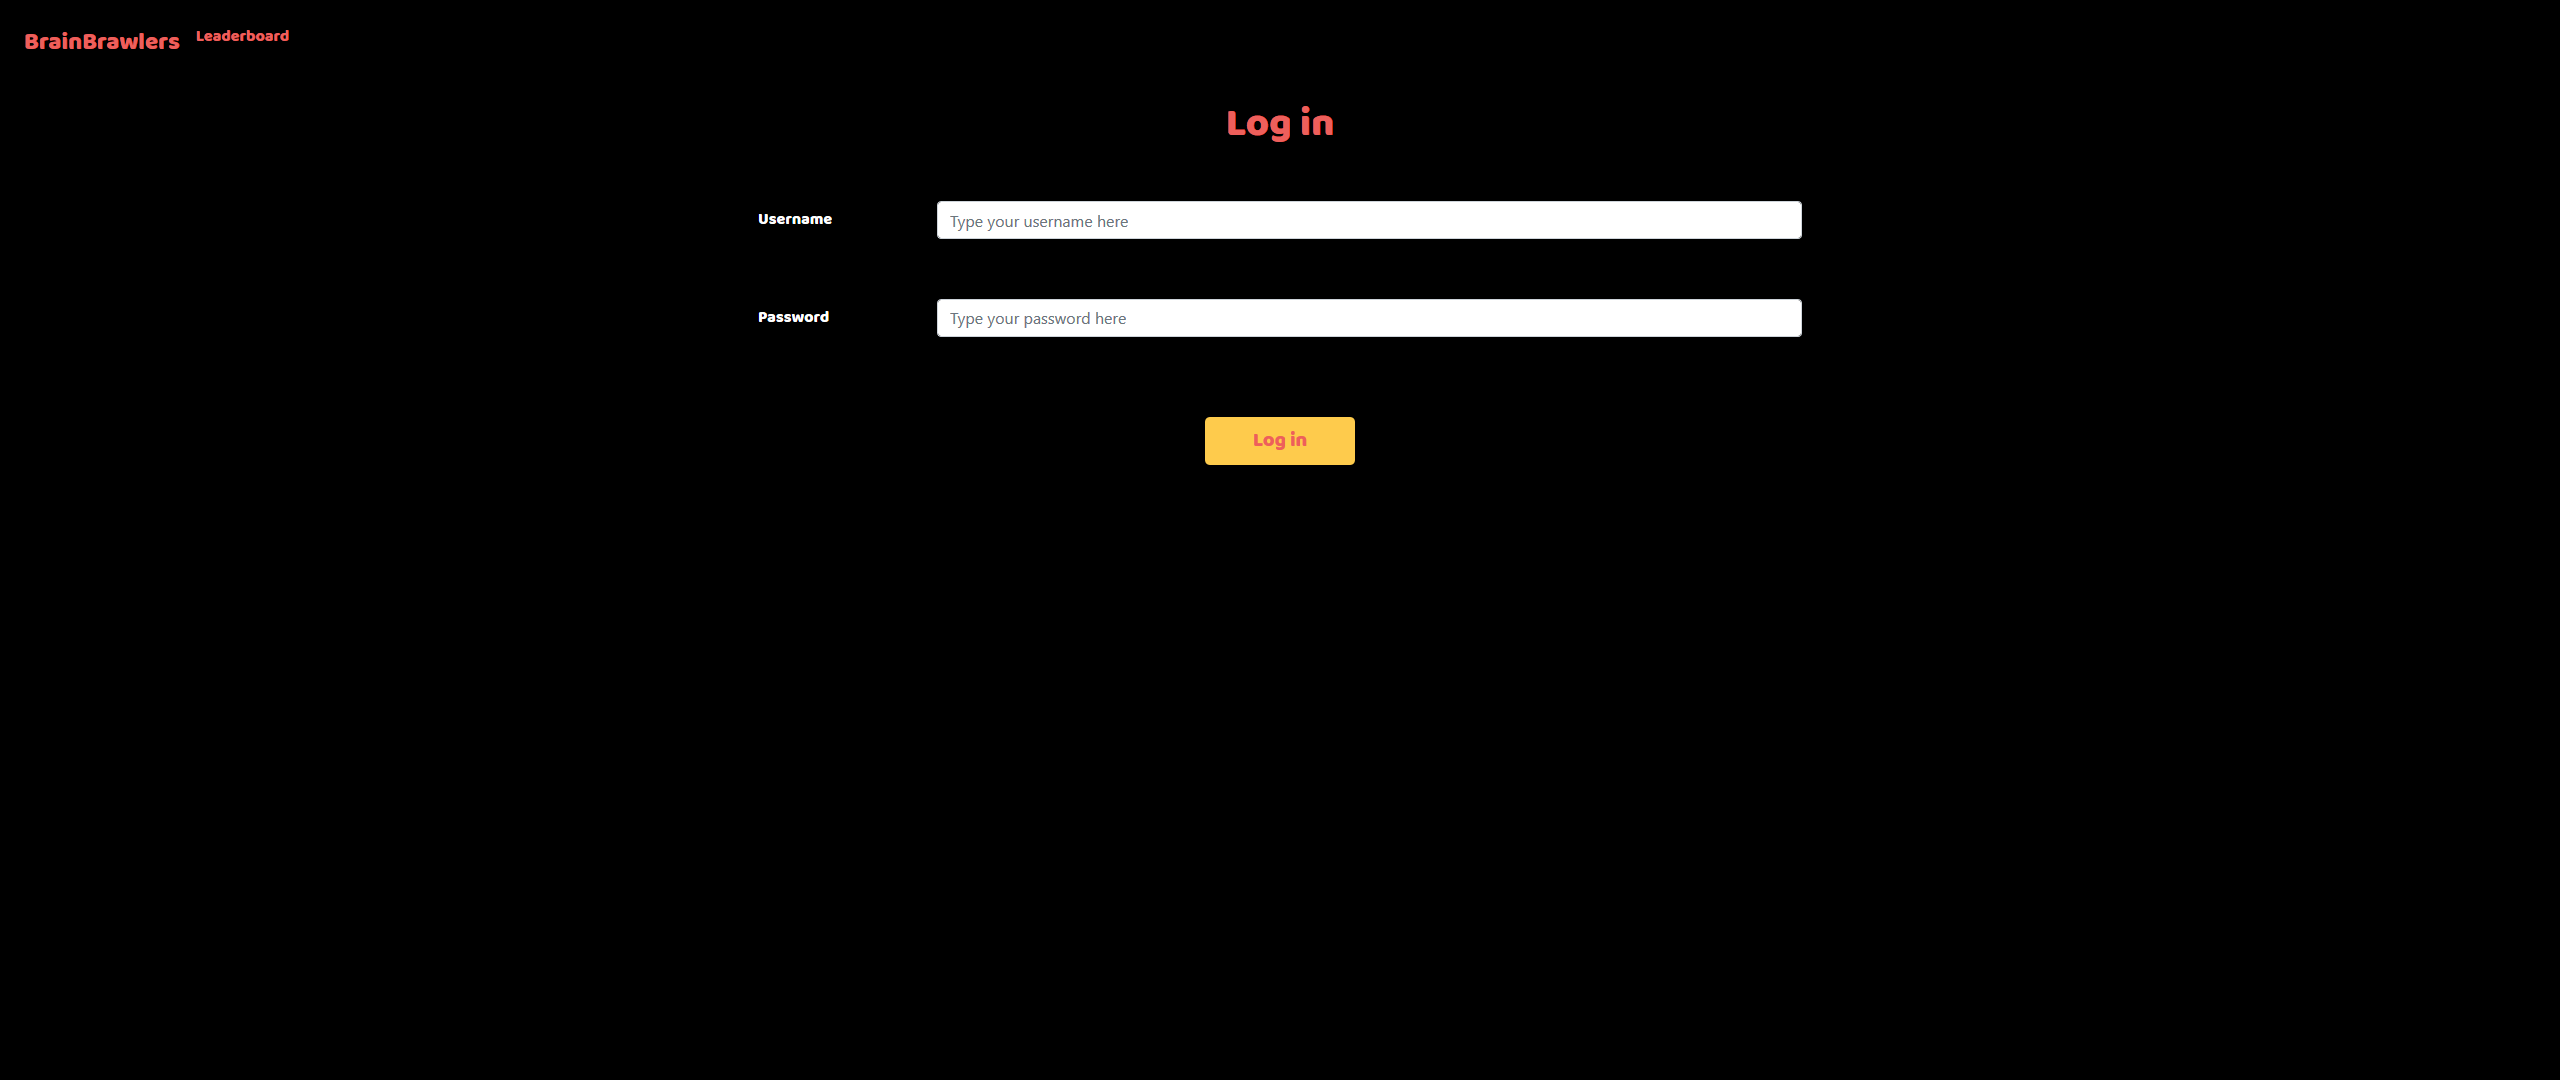 BrainBrawlers Leaderboard
Log in
Username Type your username here
Password Type your password here
Log in